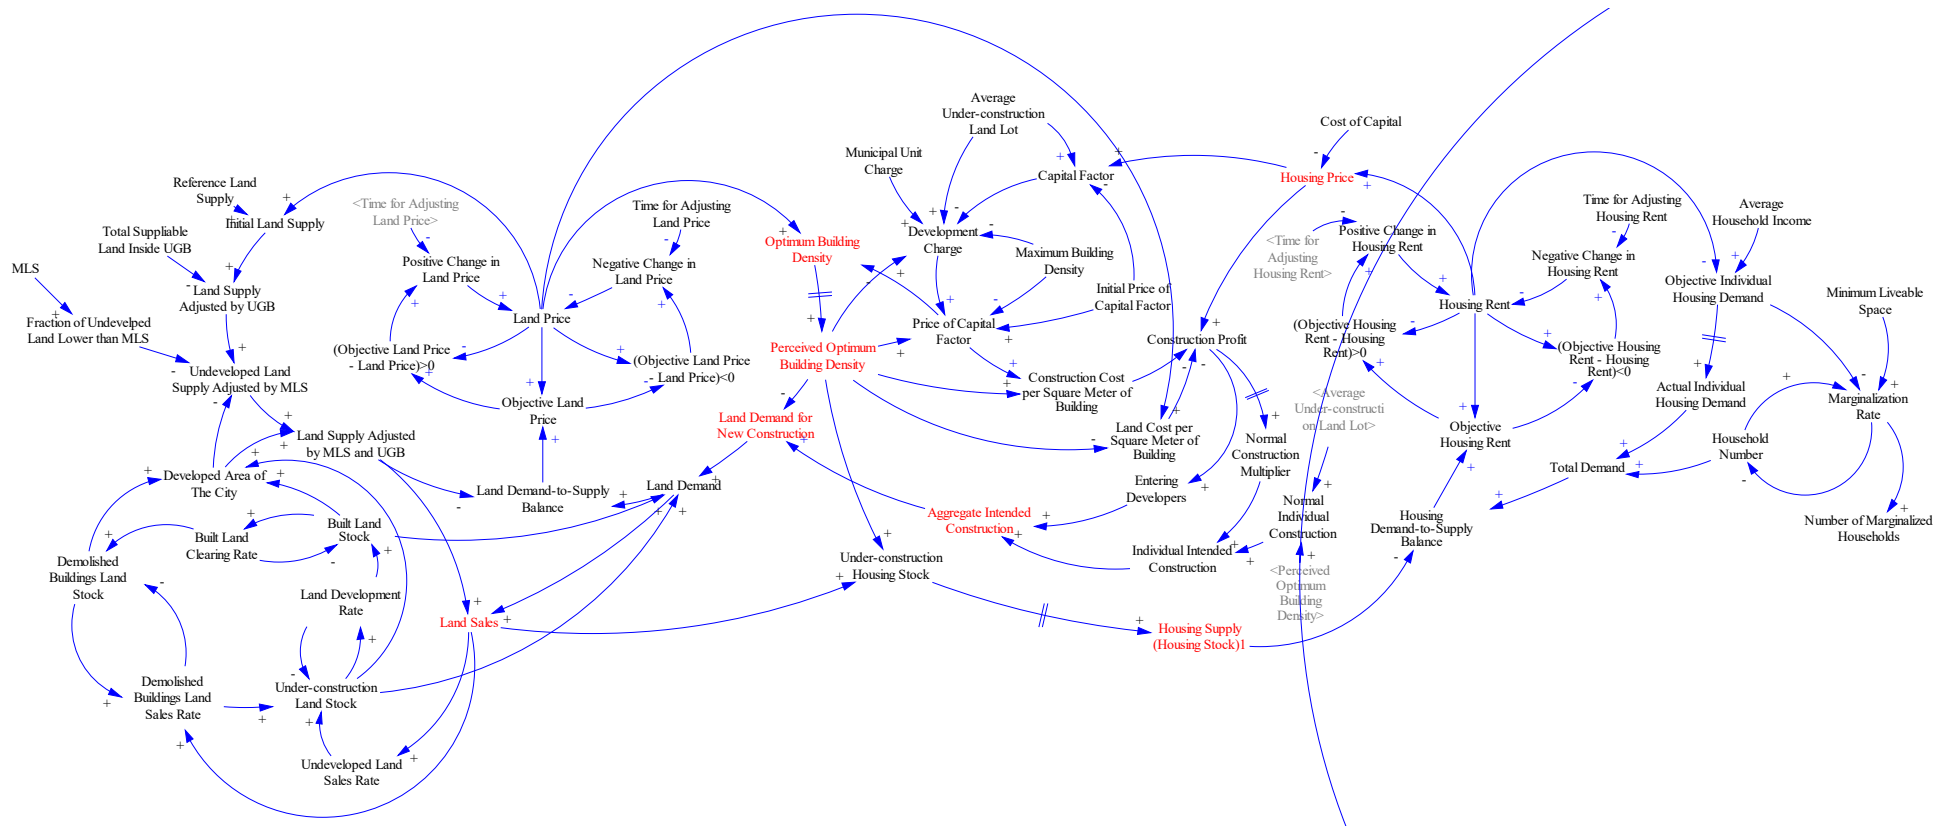 Average
Under-construction
Land Lot
Cost of Capital
Municipal Unit
Charge
Capital Factor
Housing Price
Reference Land
Supply
Initial Land Supply
<Time for Adjusting
Land Price>
Time for Adjusting
Land Price
Time for Adjusting
Housing Rent
Average
Household Income
Total Suppliable
Land Inside UGB
Optimum Building
Density
Development
Charge
Maximum Building
Density
<Time for
Adjusting
Housing Rent>
Positive Change in
Housing Rent
Negative Change in
Housing Rent
Objective Individual
Housing Demand
MLS
Land Supply
Adjusted by UGB
Positive Change in
Land Price
Negative Change in
Land Price
Initial Price of
Capital Factor
Housing Rent
Minimum Liveable
Space
Fraction of Undevelped
Land Lower than MLS
Land Price
Price of Capital
Factor
Construction Profit
(Objective Housing
Rent - Housing
Rent)>0
(Objective Housing
Rent - Housing
Rent)<0
(Objective Land Price
- Land Price)>0
(Objective Land Price
- Land Price)<0
Perceived Optimum
Building Density
Undeveloped Land
Supply Adjusted by MLS
Construction Cost
per Square Meter of
Building
<Average
Under-constructi
on Land Lot>
Actual Individual
Housing Demand
Marginalization
Rate
Objective Land
Price
Land Demand for
New Construction
Land Cost per
Square Meter of
Building
Normal
Construction
Multiplier
Objective
Housing Rent
Household
Number
Land Supply Adjusted
by MLS and UGB
Developed Area of
The City
Land Demand-to-Supply
Balance
Land Demand
Entering
Developers
Total Demand
Normal
Individual
Construction
Housing
Demand-to-Supply
Balance
Number of Marginalized
Households
Built Land
Stock
Built Land
Clearing Rate
Aggregate Intended
Construction
Individual Intended
Construction
Demolished
Buildings Land
Stock
Under-construction
Housing Stock
<Perceived
Optimum
Building
Density>
Land Development
Rate
Land Sales
Housing Supply
(Housing Stock)1
Demolished
Buildings Land
Sales Rate
Under-construction
Land Stock
Undeveloped Land
Sales Rate